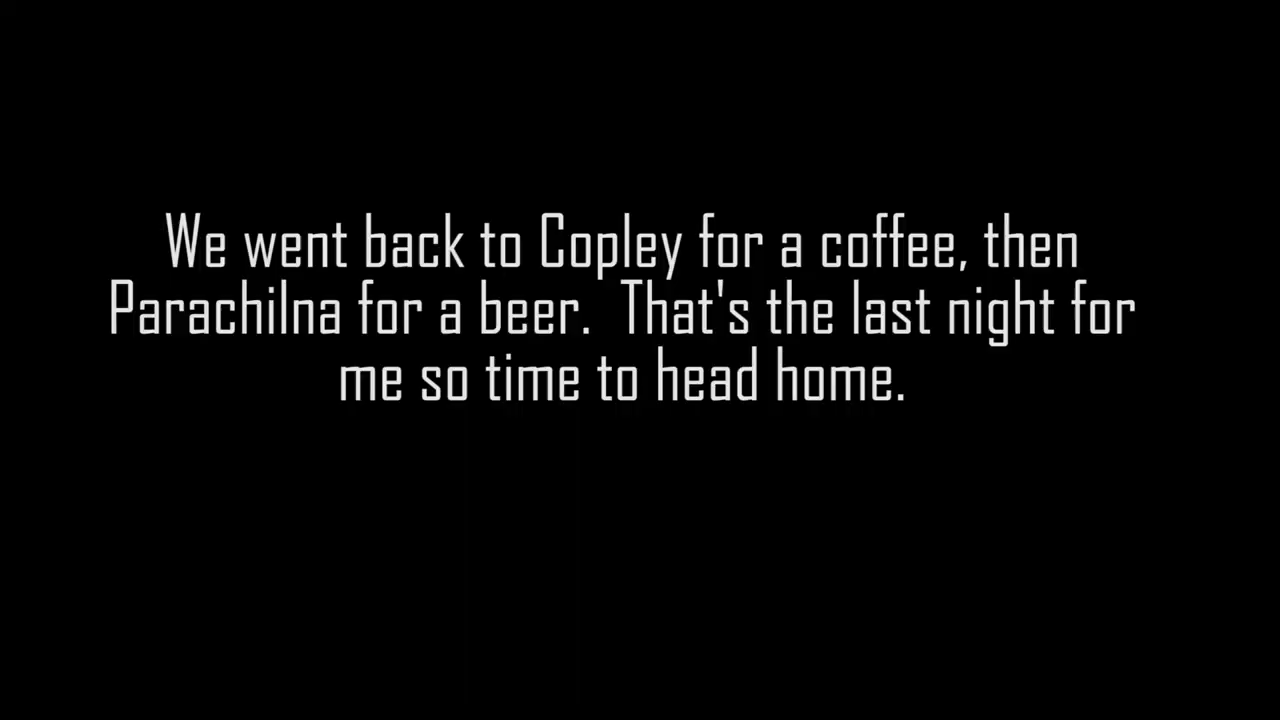 We went back to Copley for a coffee, then
Parachilna for a beer.  That's the last night for
me so time to head home.